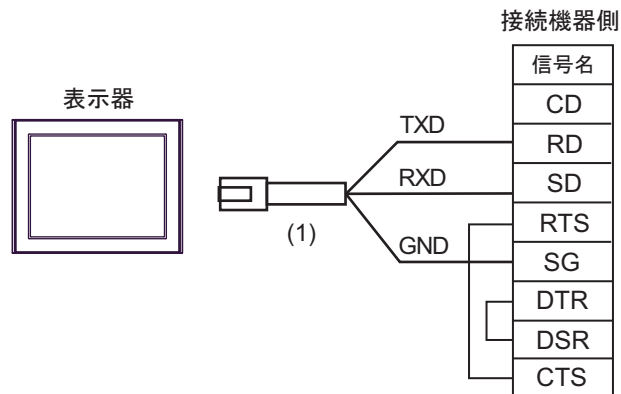 接続機器側
信号名
表示器
CD
TXD
RD
RXD
SD
(1)
RTS
GND
SG
DTR
DSR
CTS